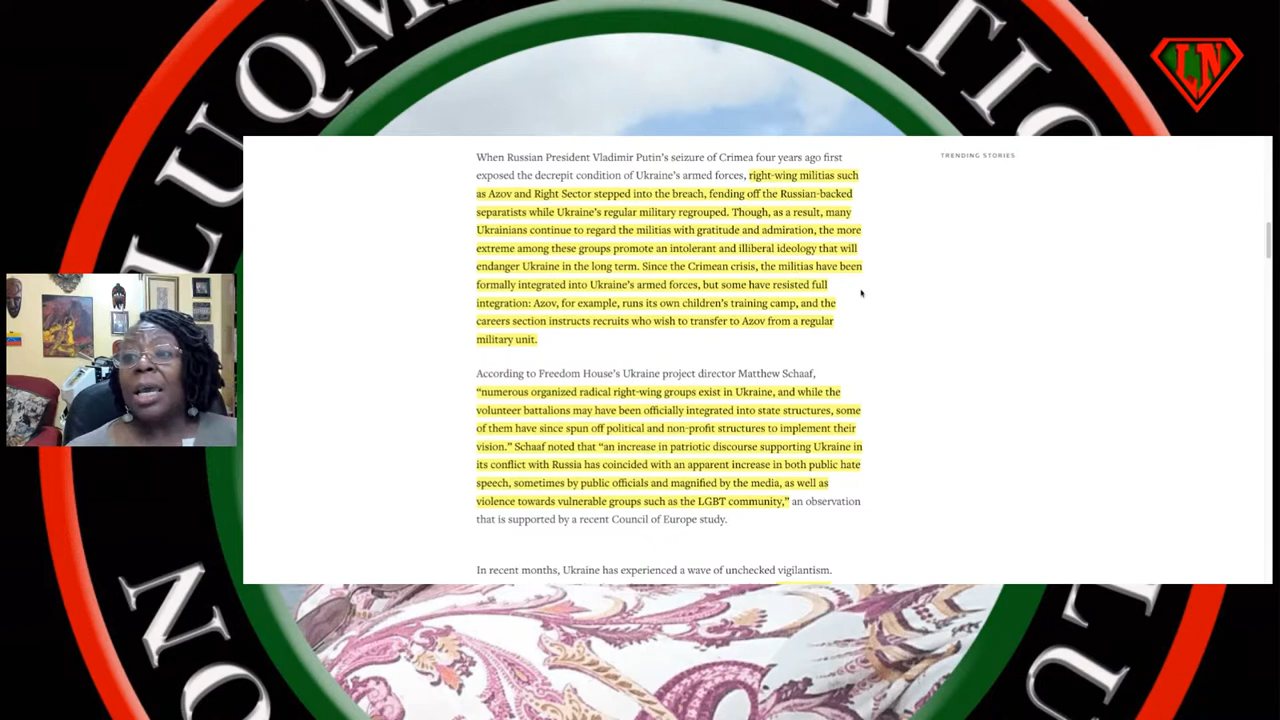 LUQM
ATIO
LN
When Russian President Vladimir Putin's seizure of Crimea four years ago first
exposed the decrepit condition of Ukraine's armed forces, right-wing militias such
as Azov and Right Sector stepped into the breach, fending off the Russian-backed
separatists while Ukraine's regular military regrouped. Though, as a result, many
Ukrainians continue to regard the militias with gratitude and admiration, the more
extreme among these groups promote an intolerant and illiberal ideology that will
endanger Ukraine in the long term. Since the Crimean crisis, the militias have been
formally integrated into Ukraine's armed forces, but some have resisted full
integration: Azov, for example, runs its own children's training camp, and the
careers section instructs recruits who wish to transfer to Azov from a regular
military unit.
TRENDING STORIES
According to Freedom House's Ukraine project director Matthew Schaaf,
“numerous organized radical right-wing groups exist in Ukraine, and while the
volunteer battalions may have been officially integrated into state structures, some
of them have since spun off political and non-profit structures to implement their
vision.” Schaaf noted that “an increase in patriotic discourse supporting Ukraine in
its conflict with Russia has coincided with an apparent increase in both public hate
speech, sometimes by public officials and magnified by the media, as well as
violence towards vulnerable groups such as the LGBT community,” an observation
that is supported by a recent Council of Europe study.
In recent months, Ukraine has experienced a wave of unchecked vigilantism.